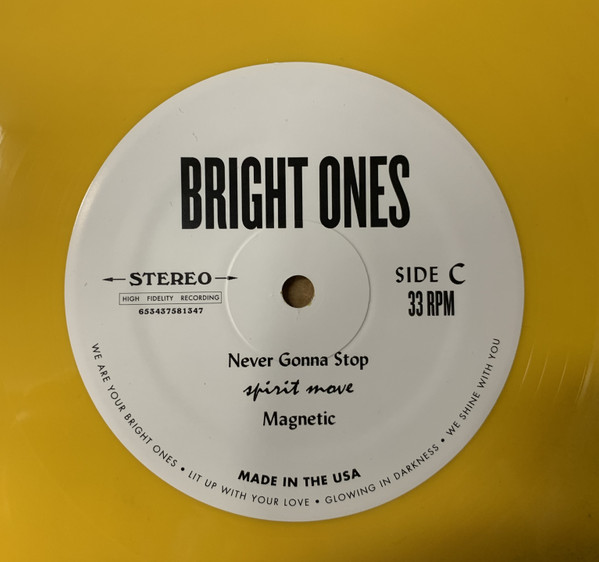 BRIGHT ONES
STEREO
HIGH FIDELITY RECORDING
653437581347
SIDE C
33 RPM
Never Gonna Stop
spirit move
Magnetic
MADE IN THE USA
WE ARE YOUR BRIGHT ONES • LIT UP WITH YOUR LOVE • GLOWING IN DARKNESS • WE SHINE WITH YOU